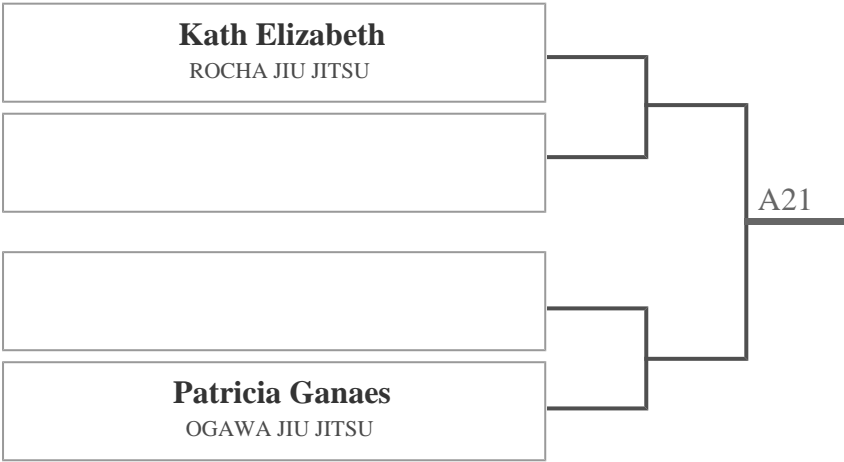 Kath Elizabeth
ROCHA JIU JITSU
A21
Patricia Ganaes
OGAWA JIU JITSU